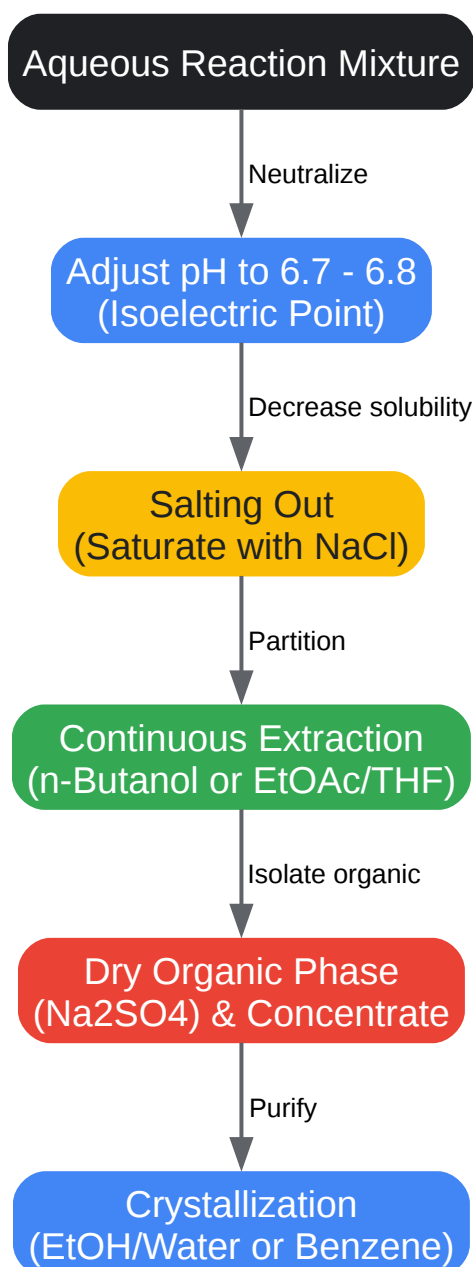 Aqueous Reaction Mixture
Neutralize
Adjust pH to 6.7 - 6.8
(Isoelectric Point)
Decrease solubility
Salting Out
(Saturate with NaCl)
Partition
Continuous Extraction
(n-Butanol or EtOAc/THF)
Isolate organic
Dry Organic Phase
(Na2SO4) & Concentrate
Purify
Crystallization
(EtOH/Water or Benzene)